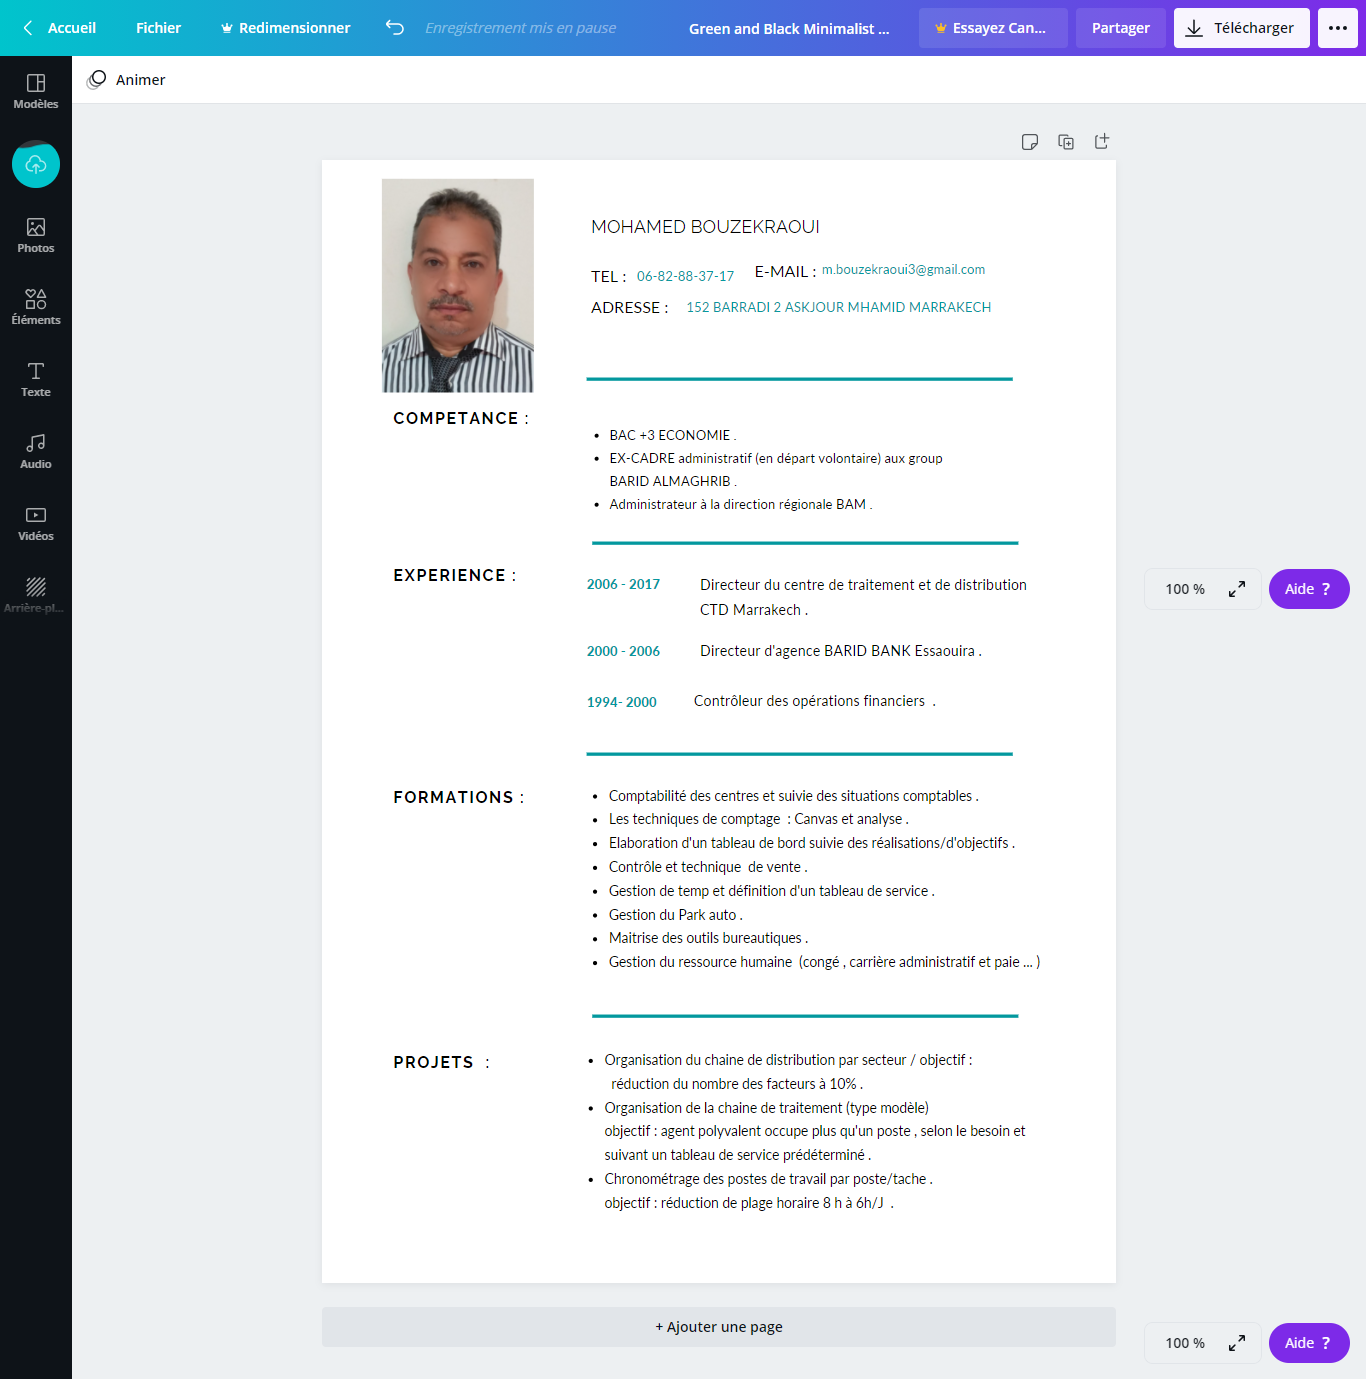 Accueil
Fichier
Redimensionner
Enregistrement mis en pause
Green and Black Minimalist ...
Essayez Can...
Partager
Télécharger
Animer
Modèles
Photos
Éléments
Texte
Audio
Vidéos
Arrière-pl...
MOHAMED BOUZEKRAOUI
TEL : 06-82-88-37-17 E-MAIL : m.bouzekraoui3@gmail.com
ADRESSE : 152 BARRADI 2 ASKJOUR MHAMID MARRAKECH
COMPETANCE :
• BAC +3 ECONOMIE .
• EX-CADRE administratif (en départ volontaire) aux group
BARID ALMAGHRIB .
• Administrateur à la direction régionale BAM .
EXPERIENCE :
2006 - 2017 Directeur du centre de traitement et de distribution
CTD Marrakech .
2000 - 2006 Directeur d'agence BARID BANK Essaouira .
1994- 2000 Contrôleur des opérations financiers .
FORMATIONS :
• Comptabilité des centres et suivie des situations comptables .
• Les techniques de comptage : Canvas et analyse .
• Elaboration d'un tableau de bord suivie des réalisations/d'objectifs .
• Contrôle et technique de vente .
• Gestion de temp et définition d'un tableau de service .
• Gestion du Park auto .
• Maitrise des outils bureautiques .
• Gestion du ressource humaine (congé , carrière administratif et paie ... )
PROJETS :
• Organisation du chaine de distribution par secteur / objectif :
réduction du nombre des facteurs à 10% .
• Organisation de la chaine de traitement (type modèle)
objectif : agent polyvalent occupe plus qu'un poste , selon le besoin et
suivant un tableau de service prédéterminé .
• Chronométrage des postes de travail par poste/tache .
objectif : réduction de plage horaire 8 h à 6h/J .
100 %
Aide ?
+ Ajouter une page
100 %
Aide ?